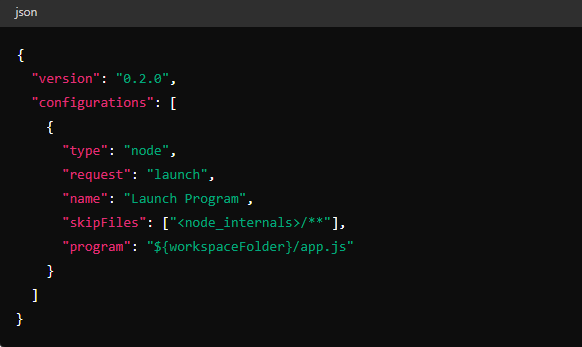 json
{
  "version": "0.2.0",
  "configurations": [
    {
      "type": "node",
      "request": "launch",
      "name": "Launch Program",
      "skipFiles": ["<node_internals>/**"],
      "program": "${workspaceFolder}/app.js"
    }
  ]
}